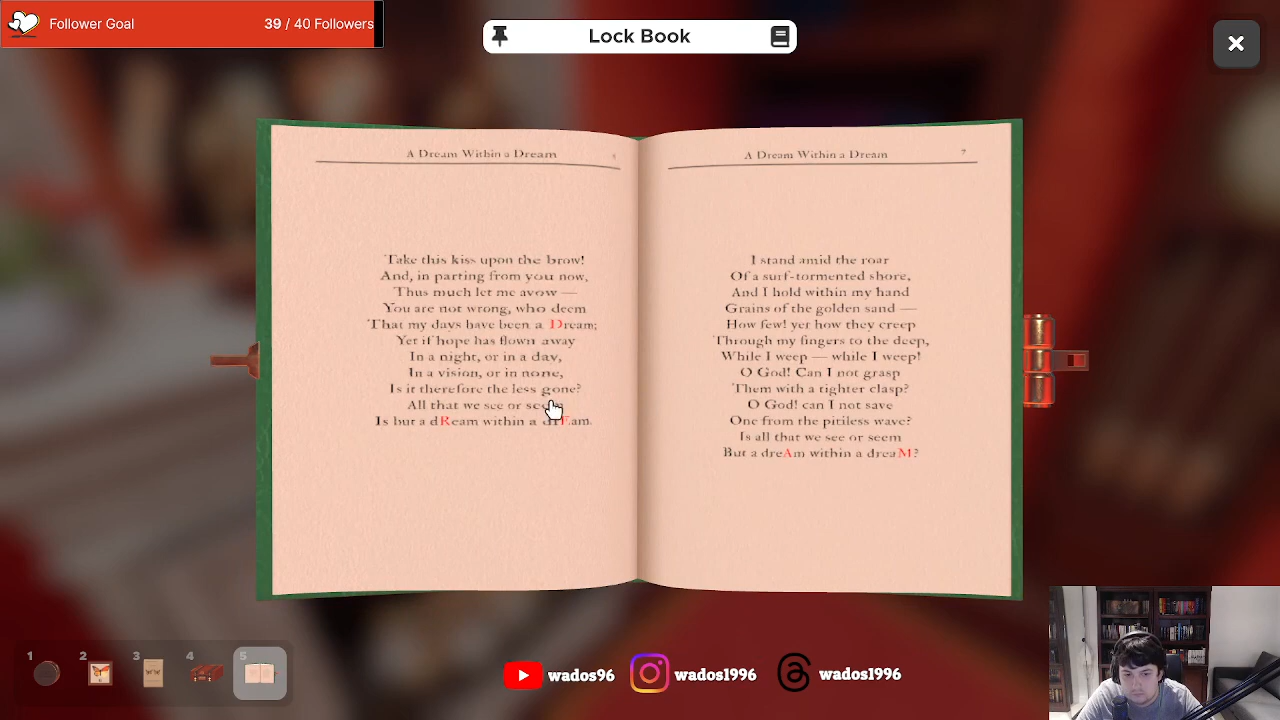 Follower Goal
39 / 40 Followers
Lock Book
A Dream Within a Dream
Take this kiss upon the brow!
And, in parting from you now,
Thus much let me avow —
You are not wrong, who deem
That my days have been a Dream;
Yet if hope has flown away
In a night, or in a day,
In a vision, or in none,
Is it therefore the less gone?
All that we see or
Is but a dReam within a
A Dream Within a Dream 7
I stand amid the roar
Of a surf-tormented shore,
And I hold within my hand
Grains of the golden sand —
How few! yet how they creep
Through my fingers to the deep,
While I weep — while I weep!
O God! Can I not grasp
Them with a tighter clasp?
O God! can I not save
One from the pitiless wave?
Is all that we see or seem
But a dreAm within a dreaM?
1 2 3 4 5
wados96
wados1996
wados1996